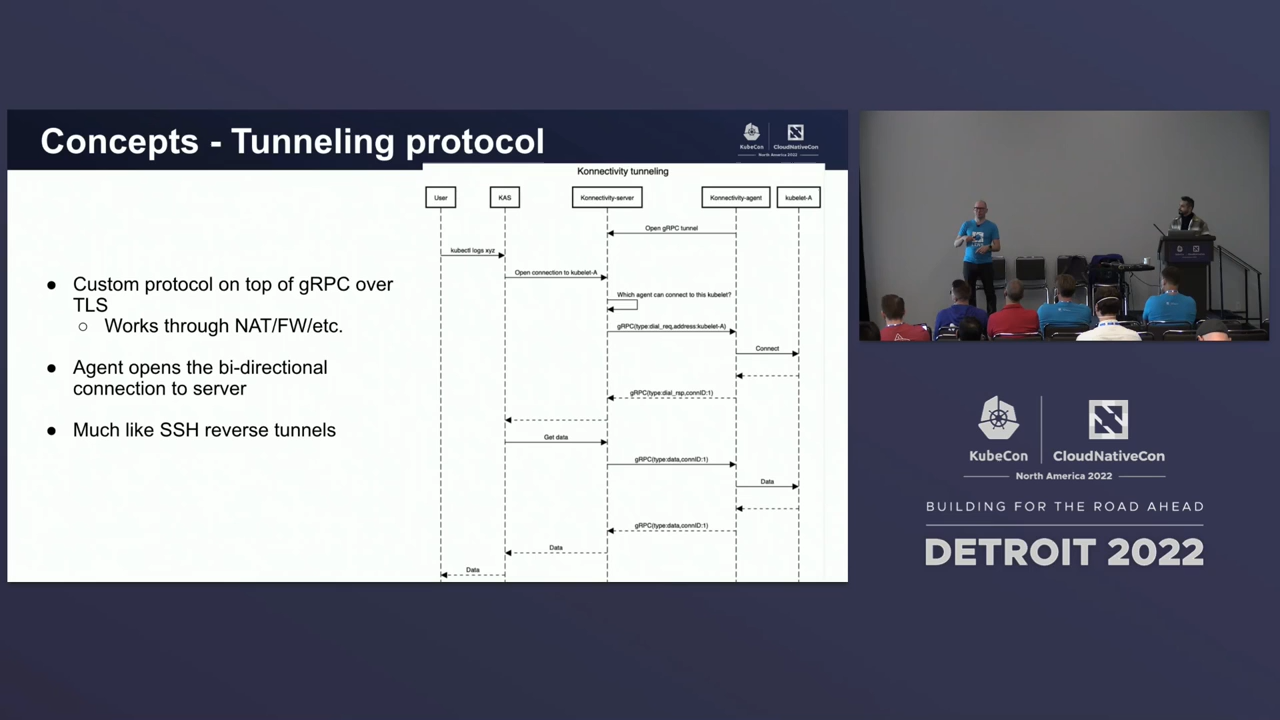 Concepts - Tunneling protocol
KubeCon
CloudNativeCon
North America 2022
● Custom protocol on top of gRPC over
TLS
○ Works through NAT/FW/etc.
● Agent opens the bi-directional
connection to server
● Much like SSH reverse tunnels
Konnectivity tunneling
User
KAS
Konnectivity-server
Konnectivity-agent
kubelet-A
Open gRPC tunnel
kubectl logs xyz
Open connection to kubelet-A
Which agent can connect to this kubelet?
gRPC(type:dial_req,address:kubelet-A)
Connect
gRPC(type:dial_rsp,connID:1)
Get data
gRPC(type:data,connID:1)
Data
gRPC(type:data,connID:1)
Data
Data
KubeCon
CloudNativeCon
North America 2022
BUILDING FOR THE ROAD AHEAD
DETROIT 2022